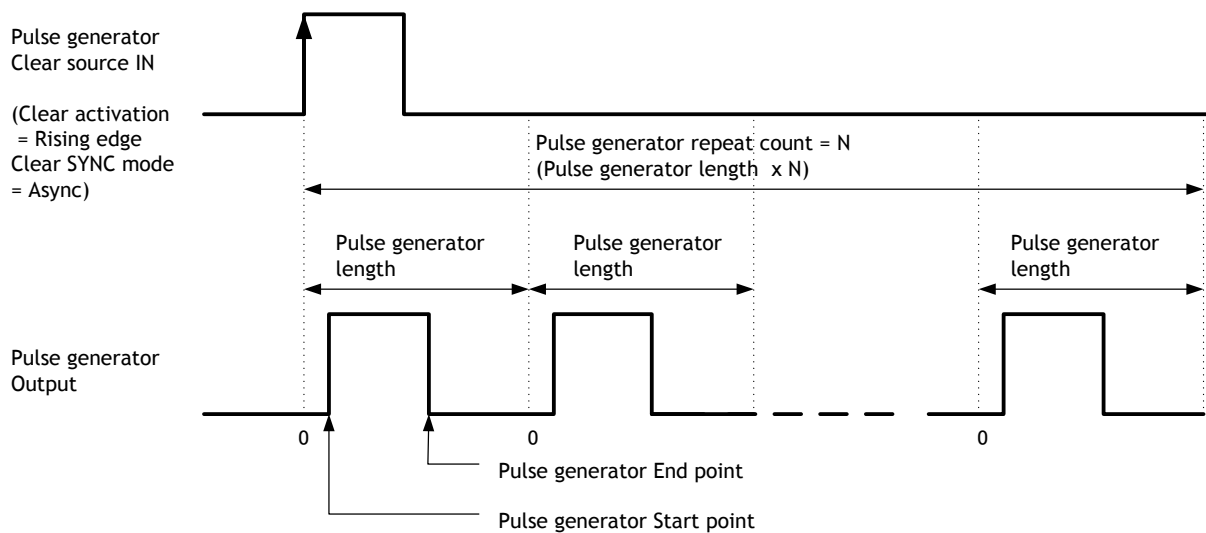 Pulse generator
Clear source IN
(Clear activation
= Rising edge
Clear SYNC mode
= Async)
Pulse generator repeat count = N
(Pulse generator length x N)
Pulse generator
length
Pulse generator
length
Pulse generator
length
Pulse generator
Output
0
0
0
Pulse generator End point
Pulse generator Start point